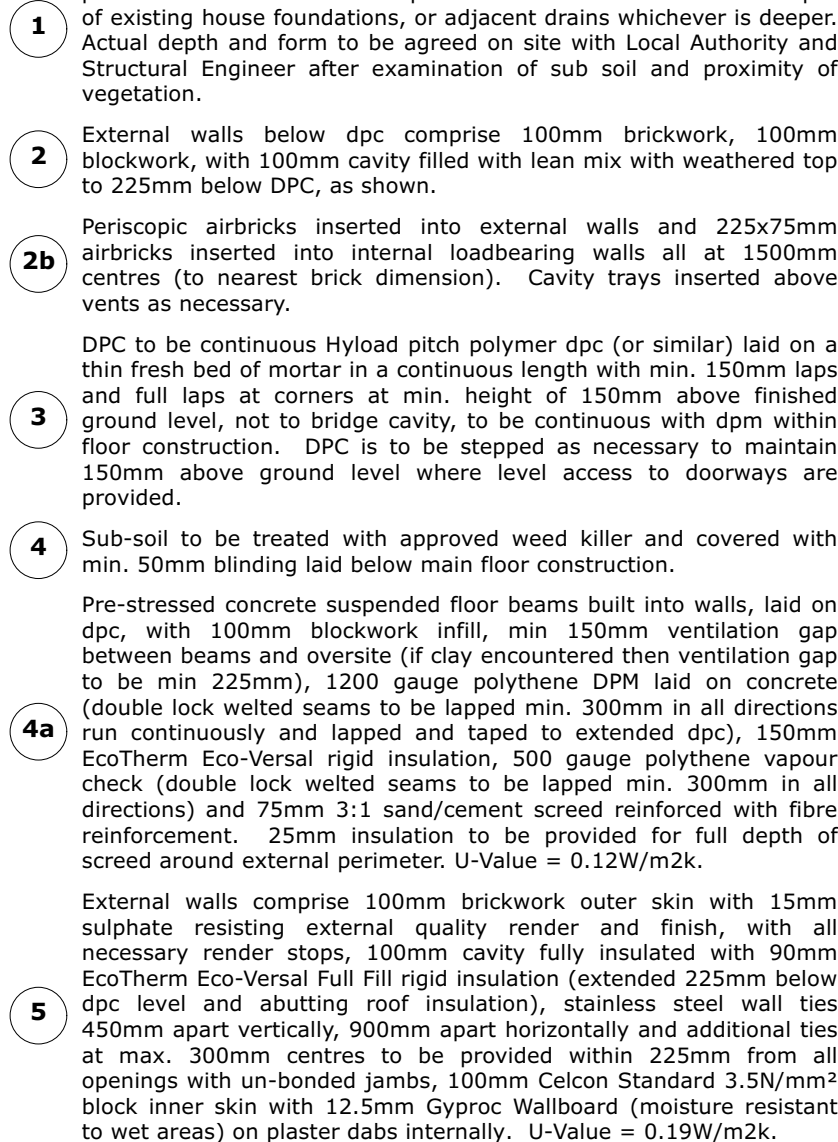 of existing house foundations, or adjacent drains whichever is deeper.
1
Actual depth and form to be agreed on site with Local Authority and
Structural Engineer after examination of sub soil and proximity of
vegetation.
External walls below dpc comprise 100mm brickwork, 100mm
2
blockwork, with 100mm cavity filled with lean mix with weathered top
to 225mm below DPC, as shown.
Periscopic airbricks inserted into external walls and 225x75mm
2b
airbricks inserted into internal loadbearing walls all at 1500mm
centres (to nearest brick dimension). Cavity trays inserted above
vents as necessary.
DPC to be continuous Hyload pitch polymer dpc (or similar) laid on a
thin fresh bed of mortar in a continuous length with min. 150mm laps
and full laps at corners at min. height of 150mm above finished
3
ground level, not to bridge cavity, to be continuous with dpm within
floor construction. DPC is to be stepped as necessary to maintain
150mm above ground level where level access to doorways are
provided.
4
Sub-soil to be treated with approved weed killer and covered with
min. 50mm blinding laid below main floor construction.
Pre-stressed concrete suspended floor beams built into walls, laid on
dpc, with 100mm blockwork infill, min 150mm ventilation gap
between beams and oversite (if clay encountered then ventilation gap
to be min 225mm), 1200 gauge polythene DPM laid on concrete
(double lock welted seams to be lapped min. 300mm in all directions
4a
run continuously and lapped and taped to extended dpc), 150mm
EcoTherm Eco-Versal rigid insulation, 500 gauge polythene vapour
check (double lock welted seams to be lapped min. 300mm in all
directions) and 75mm 3:1 sand/cement screed reinforced with fibre
reinforcement. 25mm insulation to be provided for full depth of
screed around external perimeter. U-Value = 0.12W/m2k.
External walls comprise 100mm brickwork outer skin with 15mm
sulphate resisting external quality render and finish, with all
necessary render stops, 100mm cavity fully insulated with 90mm
EcoTherm Eco-Versal Full Fill rigid insulation (extended 225mm below
5
dpc level and abutting roof insulation), stainless steel wall ties
450mm apart vertically, 900mm apart horizontally and additional ties
at max. 300mm centres to be provided within 225mm from all
openings with un-bonded jambs, 100mm Celcon Standard 3.5N/mm²
block inner skin with 12.5mm Gyproc Wallboard (moisture resistant
to wet areas) on plaster dabs internally. U-Value = 0.19W/m2k.